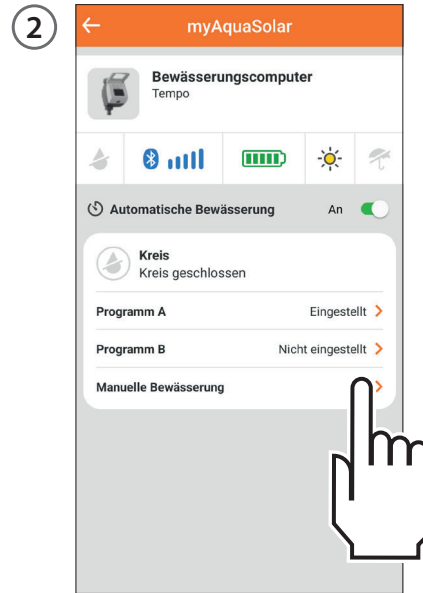 2
myAquaSolar
Bewässerungscomputer
Tempo
Automatische Bewässerung An
Kreis
Kreis geschlossen
Programm A Eingestellt
Programm B Nicht eingestellt
Manuelle Bewässerung